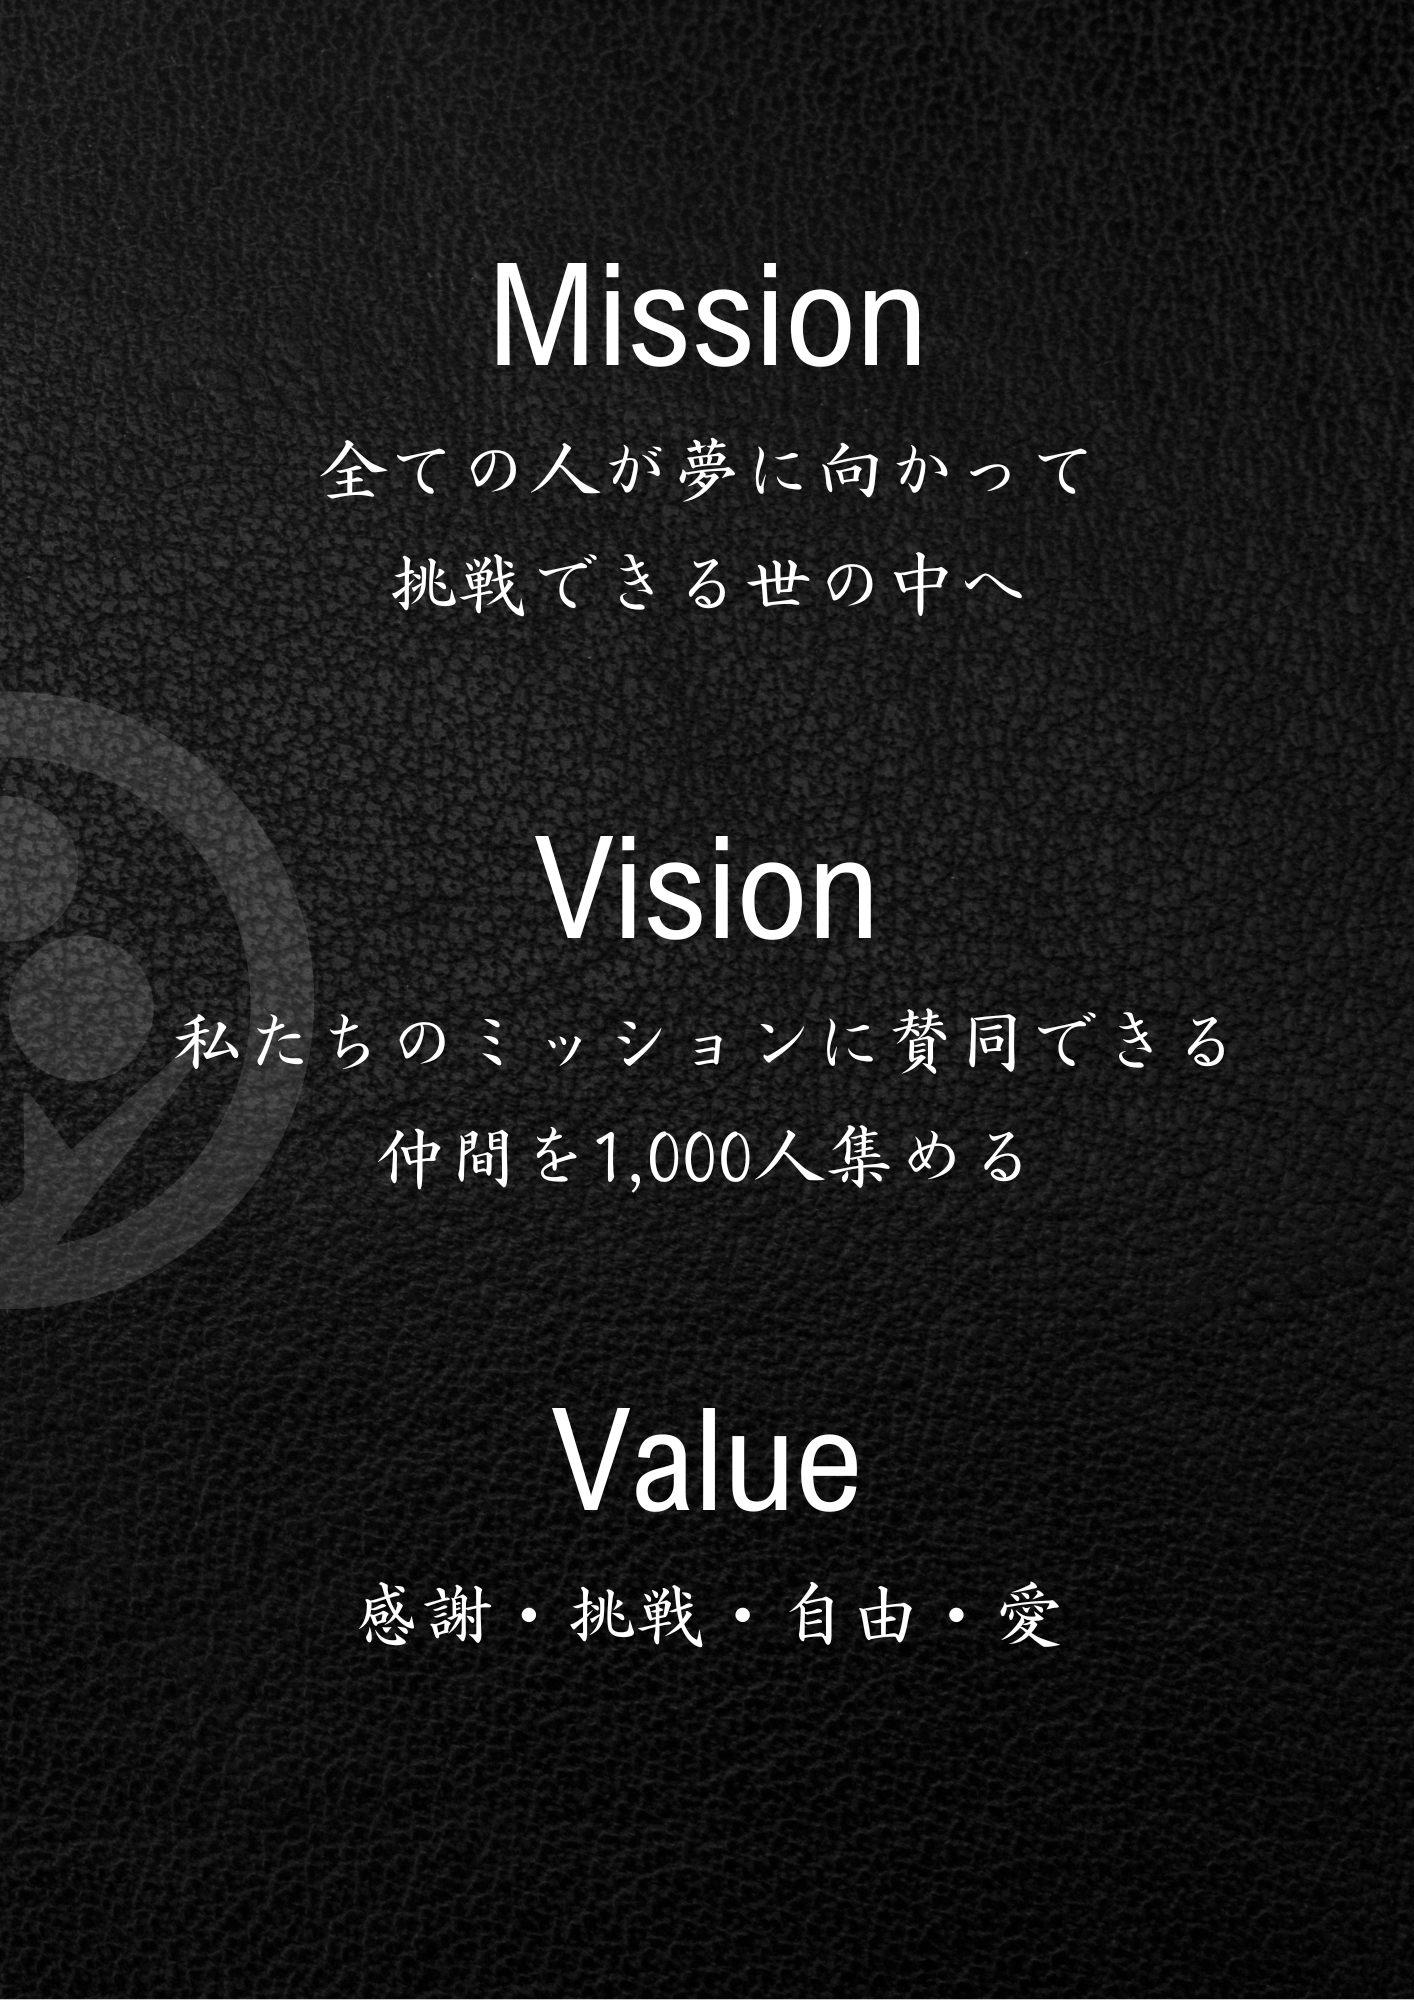 Mission
全ての人が夢に向かって
挑戦できる世の中へ
Vision
私たちのミッションに賛同できる
仲間を1,000人集める
Value
感謝・挑戦・自由・愛